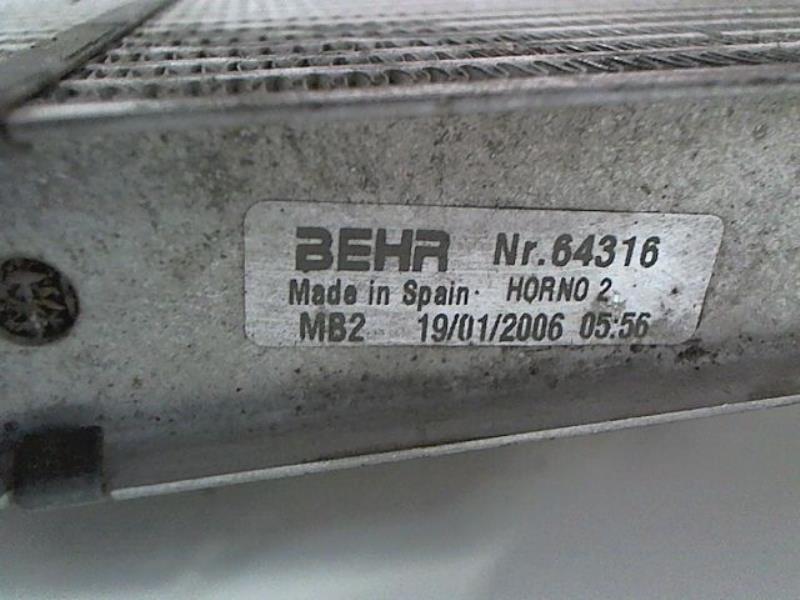 BEHR Nr.64316
Made in Spain· HORNO 2
MB2 19/01/2006 05:56